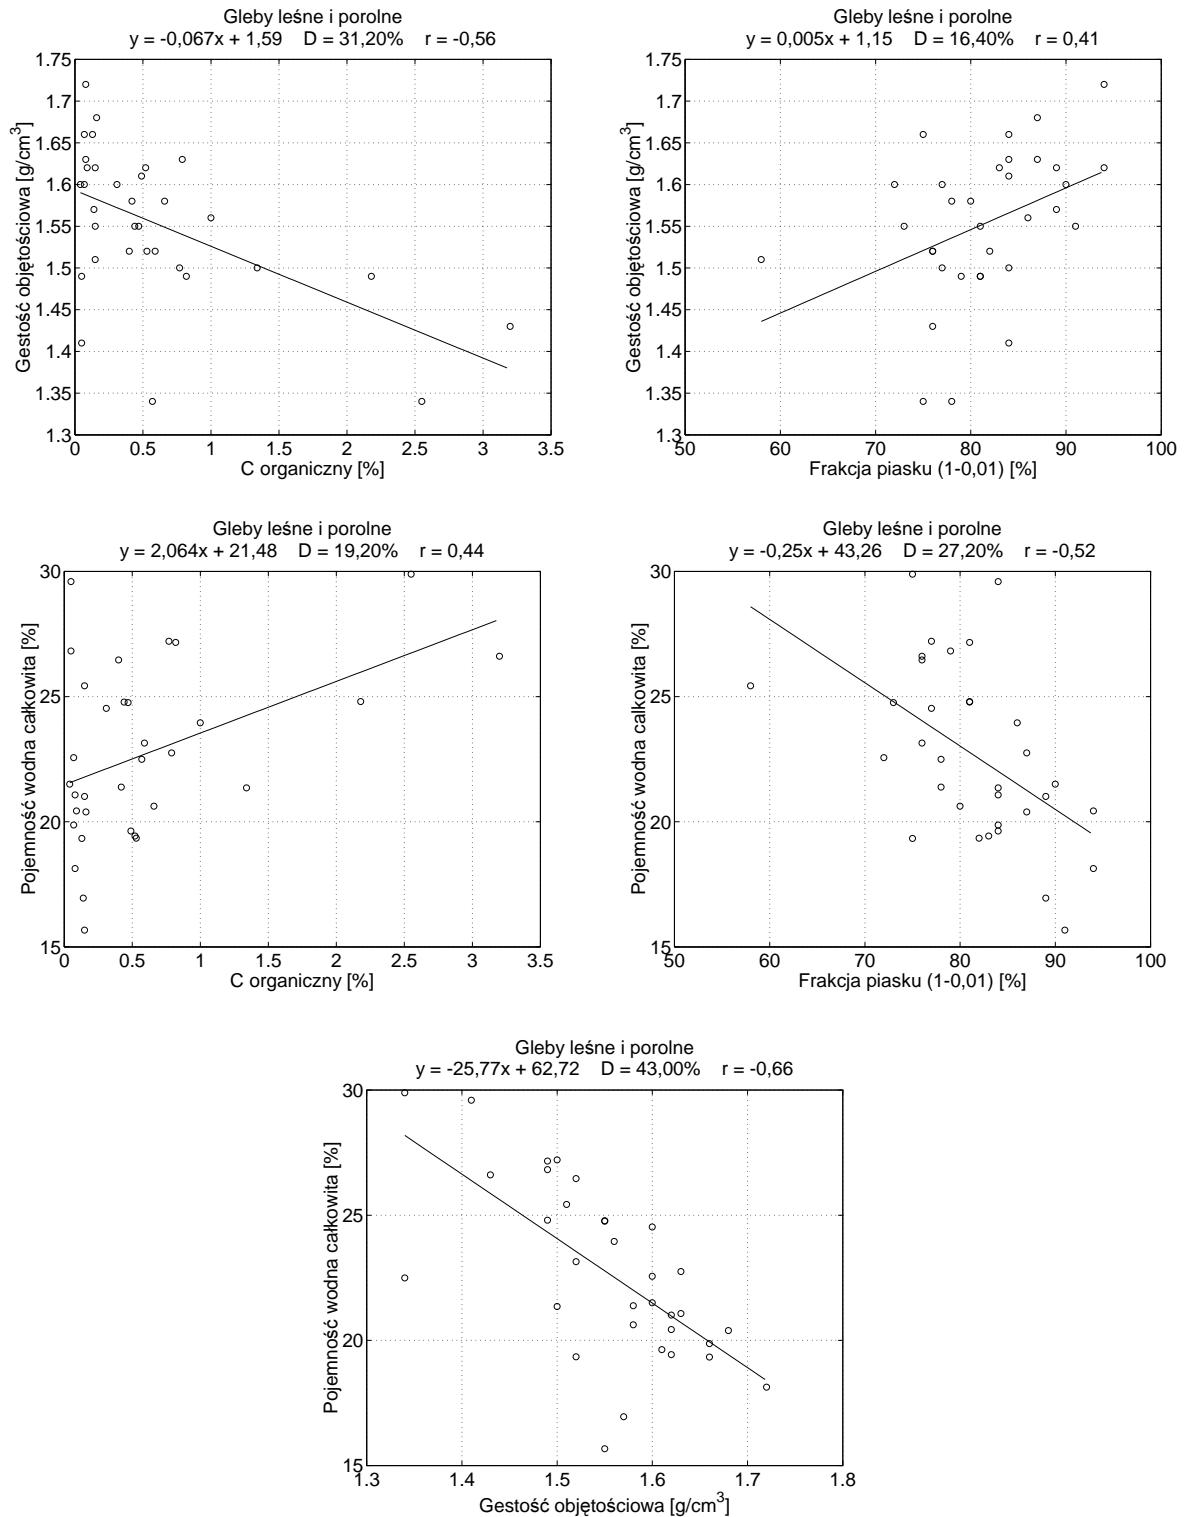 Gleby leśne i porolne
y = -0,067x + 1,59 D = 31,20% r = -0,56
1.75
1.7
1.65
1.6
1.55
1.5
1.45
1.4
1.35
1.3
Gestość objętościowa [g/cm³]
0 0.5 1 1.5 2 2.5 3 3.5
C organiczny [%]
Gleby leśne i porolne
y = 0,005x + 1,15 D = 16,40% r = 0,41
1.75
1.7
1.65
1.6
1.55
1.5
1.45
1.4
1.35
1.3
Gestość objętościowa [g/cm³]
50 60 70 80 90 100
Frakcja piasku (1-0,01) [%]
Gleby leśne i porolne
y = 2,064x + 21,48 D = 19,20% r = 0,44
30
25
20
15
Pojemność wodna całkowita [%]
0 0.5 1 1.5 2 2.5 3 3.5
C organiczny [%]
Gleby leśne i porolne
y = -0,25x + 43,26 D = 27,20% r = -0,52
30
25
20
15
Pojemność wodna calkowita [%]
50 60 70 80 90 100
Frakcja piasku (1-0,01) [%]
Gleby leśne i porolne
y = -25,77x + 62,72 D = 43,00% r = -0,66
30
25
20
15
Pojemność wodna całkowita [%]
1.3 1.4 1.5 1.6 1.7 1.8
Gestość objętościowa [g/cm³]